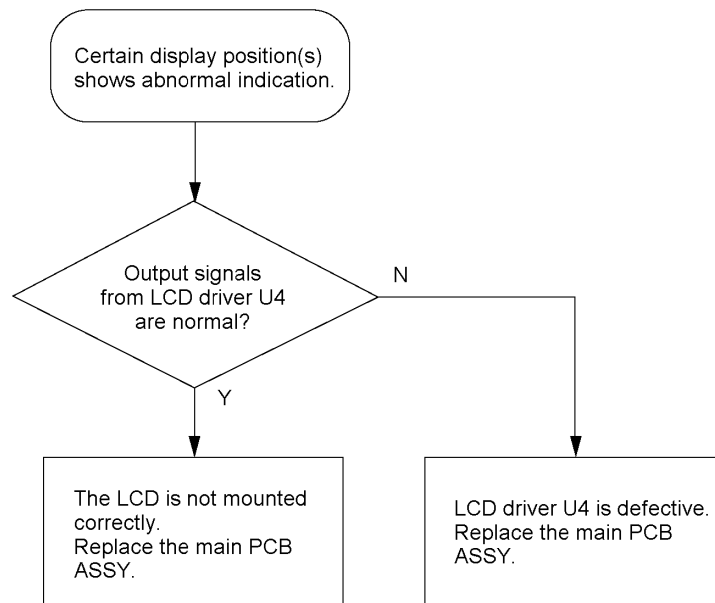 Certain display position(s)
shows abnormal indication.
Output signals
from LCD driver U4
are normal?
N
Y
The LCD is not mounted
correctly.
Replace the main PCB
ASSY.
LCD driver U4 is defective.
Replace the main PCB
ASSY.